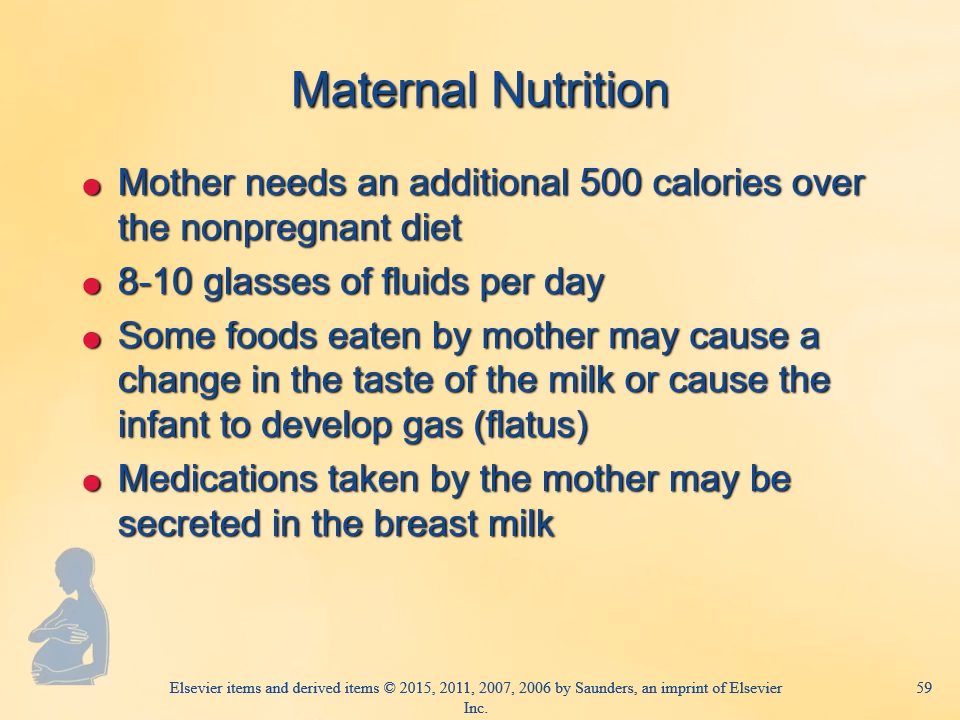 Maternal Nutrition
Mother needs an additional 500 calories over
the nonpregnant diet
8-10 glasses of fluids per day
Some foods eaten by mother may cause a
change in the taste of the milk or cause the
infant to develop gas (flatus)
Medications taken by the mother may be
secreted in the breast milk
Elsevier items and derived items © 2015, 2011, 2007, 2006 by Saunders, an imprint of Elsevier
Inc.
59